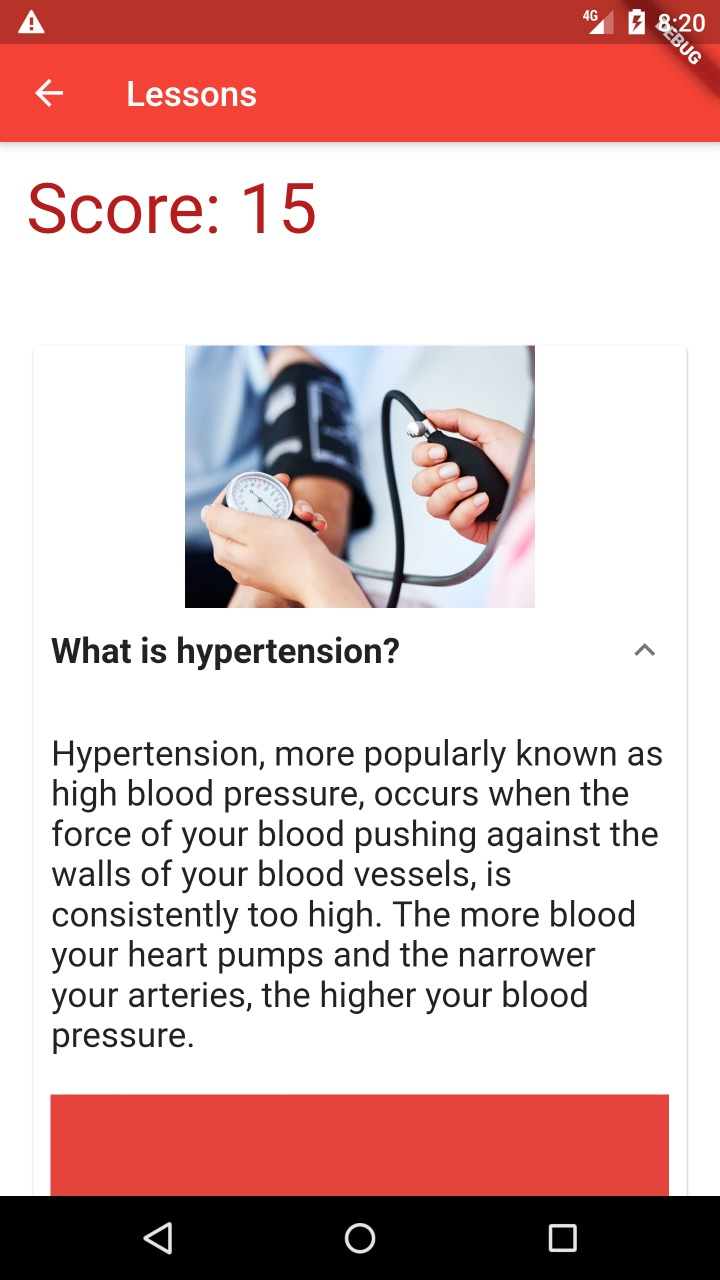 4G 8:20
DEBUG
Lessons
Score: 15
What is hypertension?
Hypertension, more popularly known as
high blood pressure, occurs when the
force of your blood pushing against the
walls of your blood vessels, is
consistently too high. The more blood
your heart pumps and the narrower
your arteries, the higher your blood
pressure.